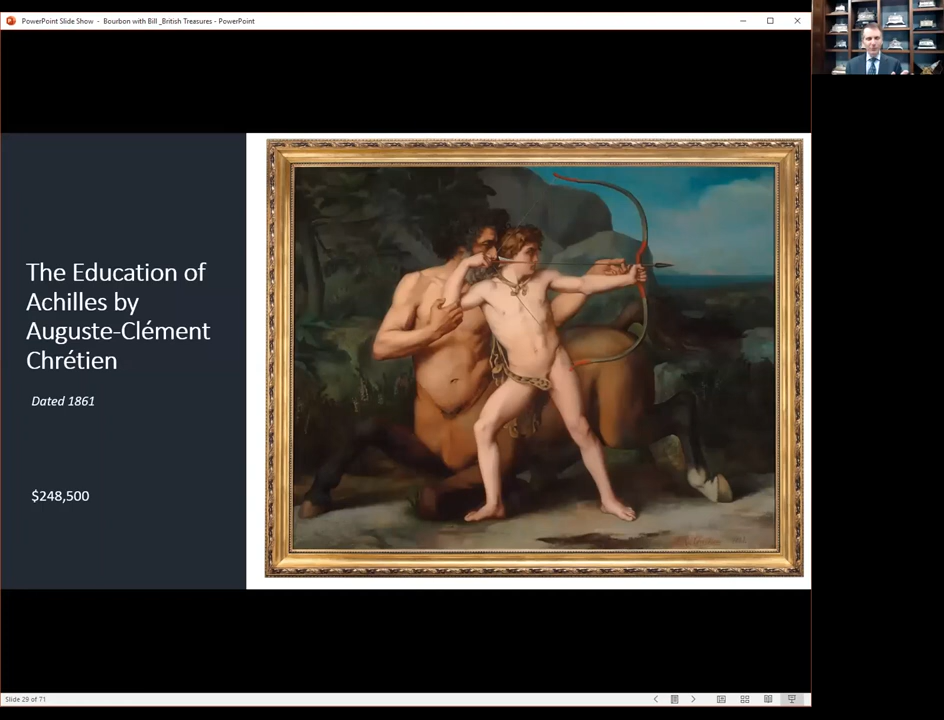 PowerPoint Slide Show - Bourbon with Bill _British Treasures - PowerPoint
The Education of
Achilles by
Auguste-Clément
Chrétien
Dated 1861
$248,500
Slide 29 of 71